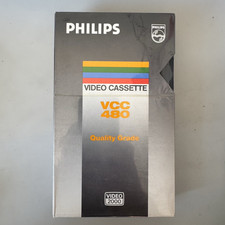 PHILIPS
PHILIPS
VIDEO CASSETTE
VCC
480
Quality Grade
VIDEO
2000